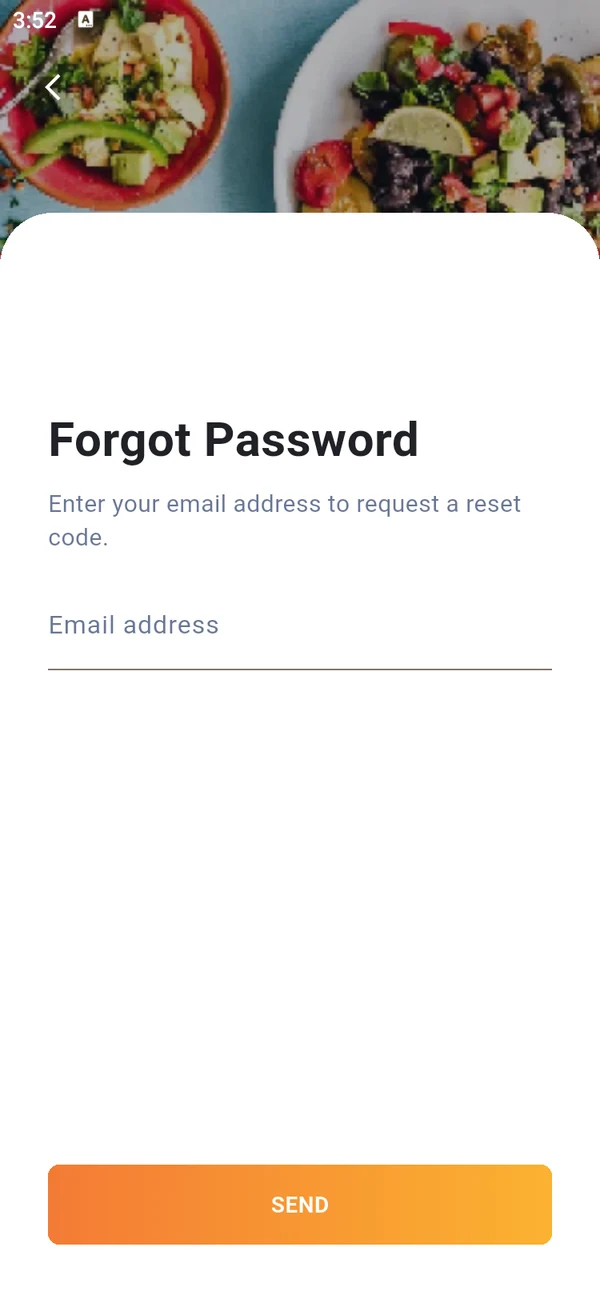 3:52 A
Forgot Password
Enter your email address to request a reset
code.
Email address
SEND